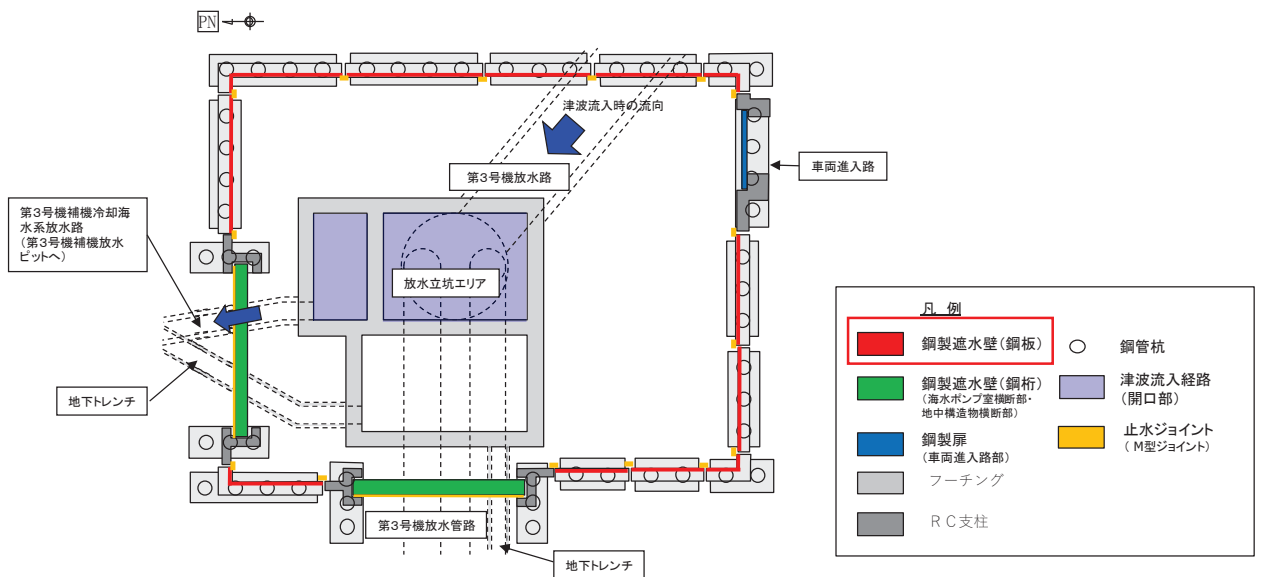 PN
津波流入時の流向
第3号機放水路
車両進入路
第3号機補機冷却海
水系放水路
(第3号機補機放水
ピットへ)
放水立坑エリア
地下トレンチ
第3号機放水管路
地下トレンチ
凡 例
鋼製遮水壁(鋼板)
鋼管杭
鋼製遮水壁(鋼桁)
(海水ポンプ室横断部・
地中構造物横断部)
津波流入経路
(開口部)
鋼製扉
(車両進入路部)
止水ジョイント
(M型ジョイント)
フーチング
RC支柱